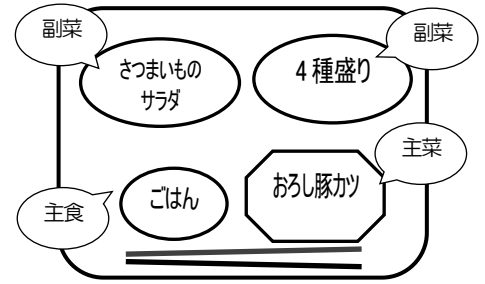 副菜
副菜
さつまいもの
サラダ
４種盛り
主菜
おろし豚カツ
ごはん
主食